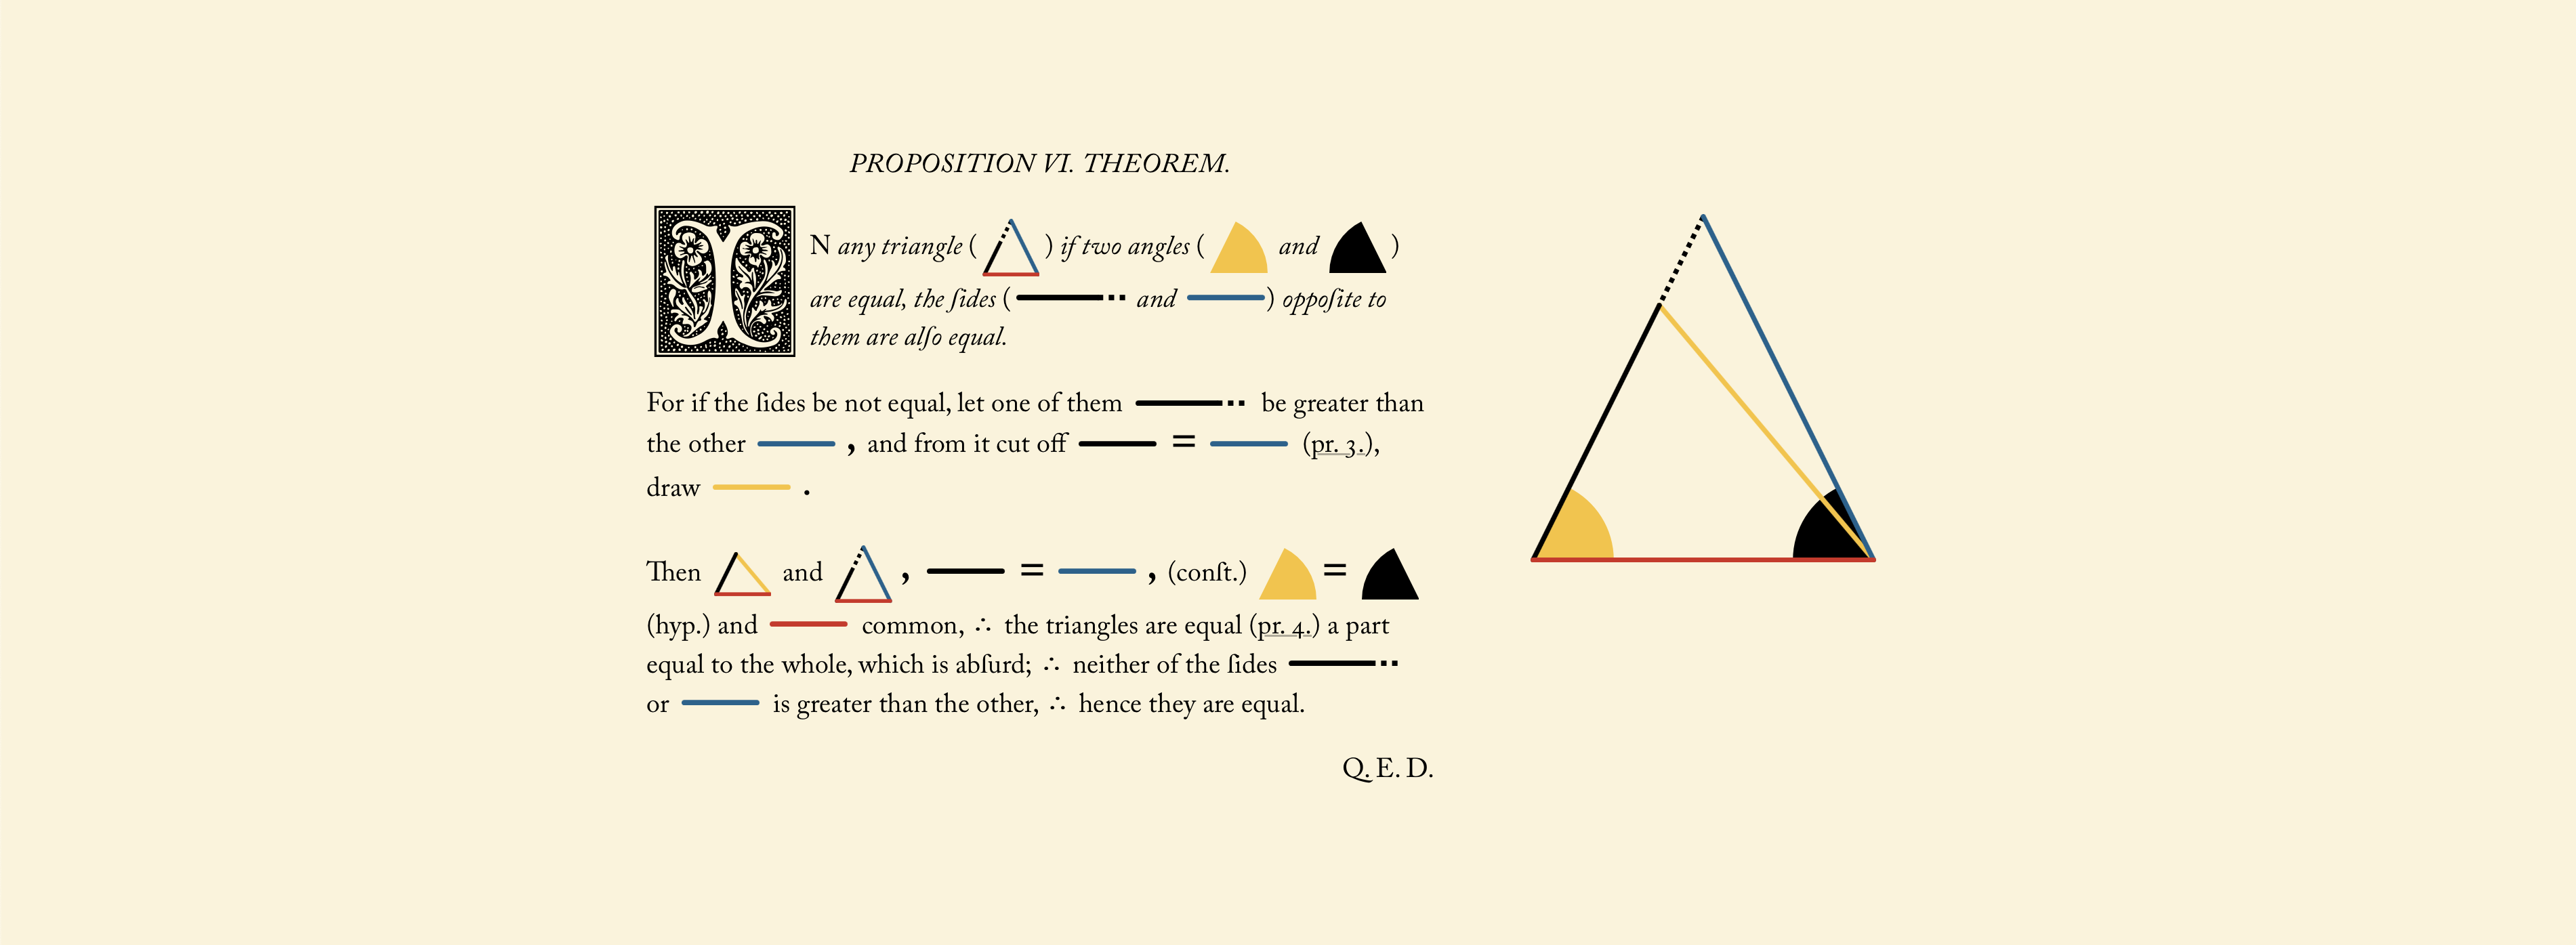 PROPOSITION VI. THEOREM.
IN any triangle ( ) if two angles ( and )
are equal, the ſides ( and ) oppoſite to
them are alſo equal.
For if the ſides be not equal, let one of them be greater than
the other , and from it cut off = (pr. 3.),
draw .
Then and , = , (conſt.) =
(hyp.) and common, ∴ the triangles are equal (pr. 4.) a part
equal to the whole, which is abſurd; ∴ neither of the ſides
or is greater than the other, ∴ hence they are equal.
Q. E. D.